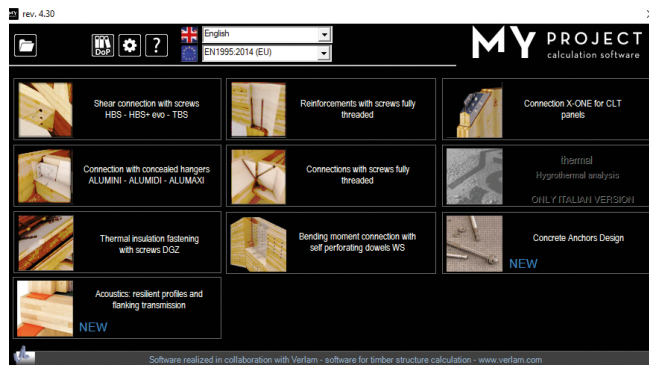 rev. 4.30
DoP
?
English
EN1995:2014 (EU)
MY PROJECT
calculation software
Shear connection with screws
HBS - HBS+ evo - TBS
Reinforcements with screws fully
threaded
Connection X-ONE for CLT
panels
Connection with concealed hangers
ALUMINI - ALUMIDI - ALUMAXI
Connections with screws fully
threaded
thermal
Hygrothermal analysis
ONLY ITALIAN VERSION
Thermal insulation fastening
with screws DGZ
Bending moment connection with
self perforating dowels WS
Concrete Anchors Design
NEW
Acoustics: resilient profiles and
flanking transmission
NEW
Software realized in collaboration with Verlam - software for timber structure calculation - www.verlam.com